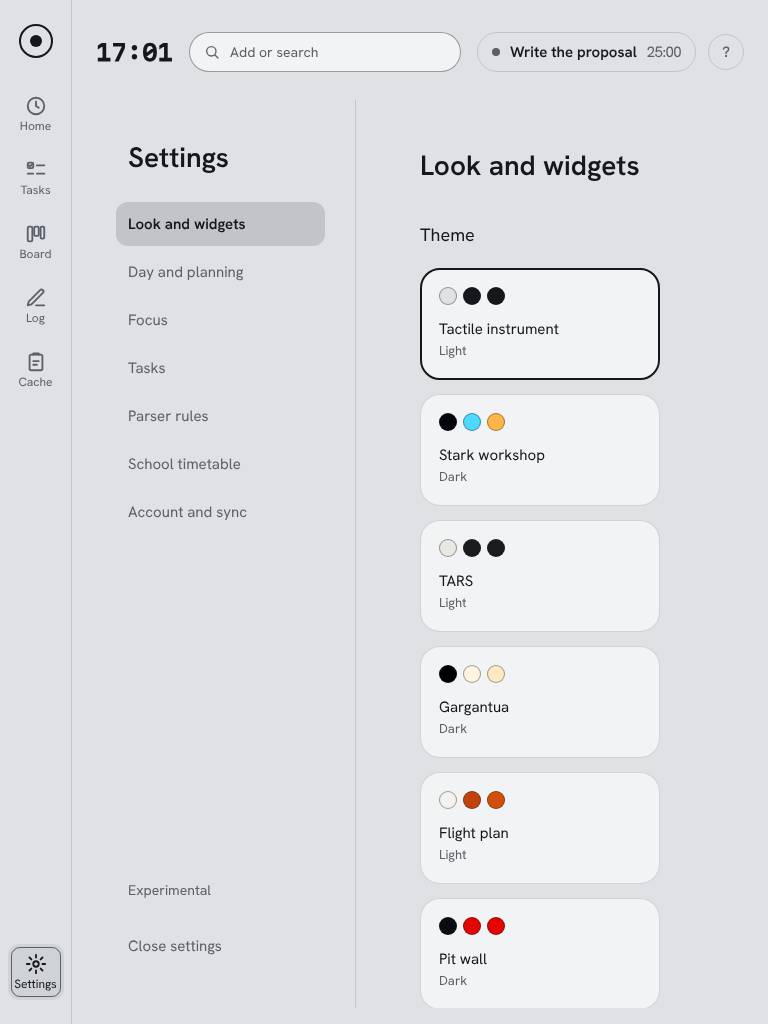 17:01
Add or search
Write the proposal 25:00
?
Home
Tasks
Board
Log
Cache
Settings
Settings
Look and widgets
Day and planning
Focus
Tasks
Parser rules
School timetable
Account and sync
Experimental
Close settings
Look and widgets
Theme
Tactile instrument
Light
Stark workshop
Dark
TARS
Light
Gargantua
Dark
Flight plan
Light
Pit wall
Dark